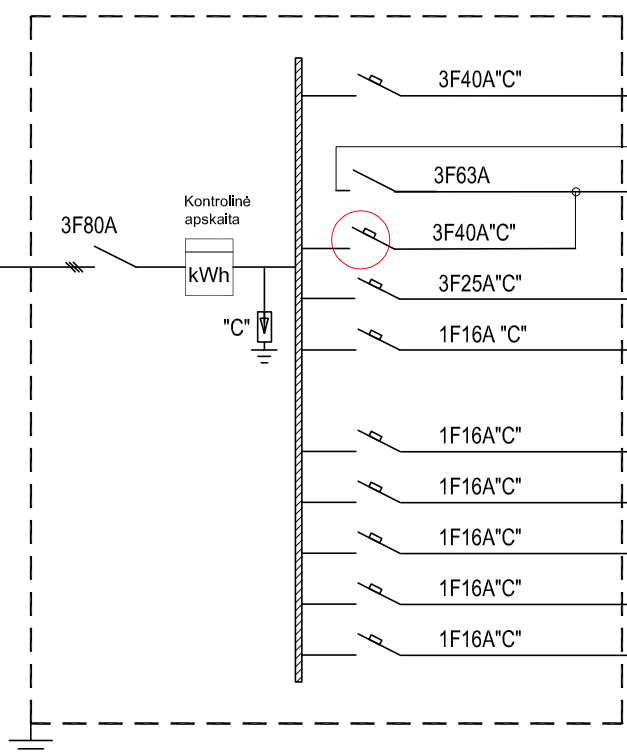 3F40A"C"
3F63A
Kontrolinė
apskaita
3F80A
3F40A"C"
kWh
3F25A"C"
"C"
1F16A "C"
1F16A"C"
1F16A"C"
1F16A"C"
1F16A"C"
1F16A"C"